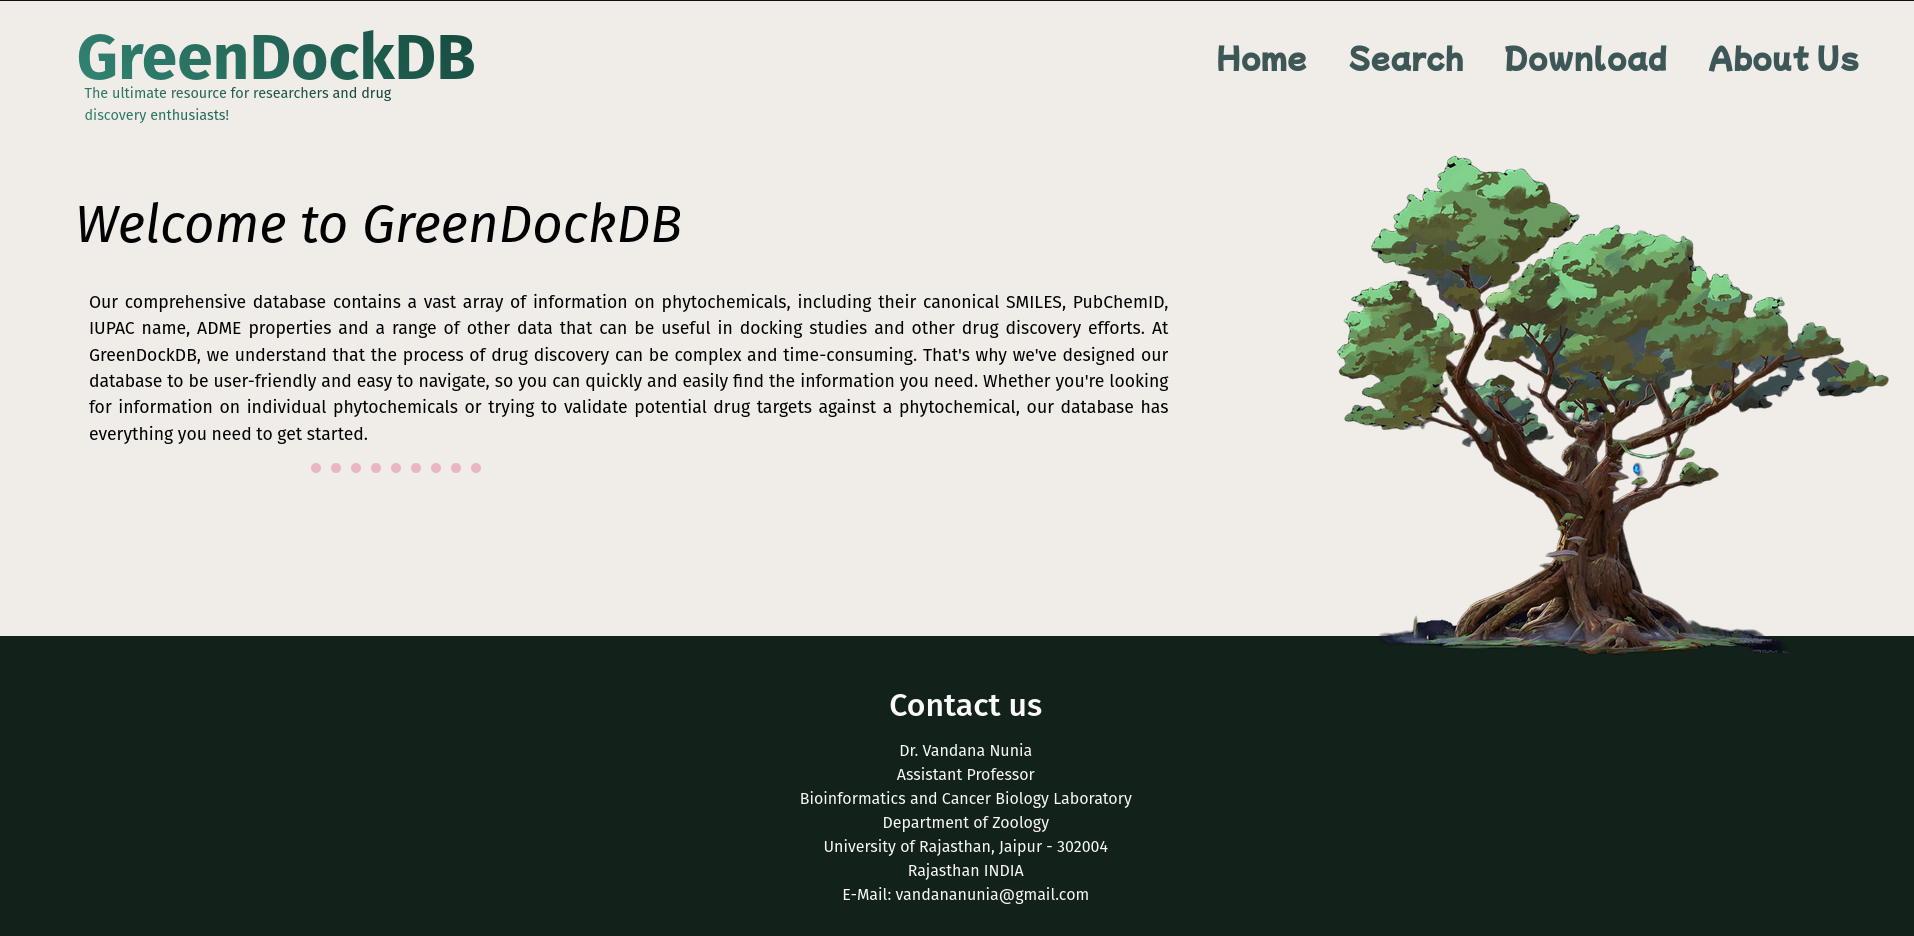 GreenDockDB
The ultimate resource for researchers and drug
discovery enthusiasts!
Home Search Download About Us
Welcome to GreenDockDB
Our comprehensive database contains a vast array of information on phytochemicals, including their canonical SMILES, PubChemID,
IUPAC name, ADME properties and a range of other data that can be useful in docking studies and other drug discovery efforts. At
GreenDockDB, we understand that the process of drug discovery can be complex and time-consuming. That's why we've designed our
database to be user-friendly and easy to navigate, so you can quickly and easily find the information you need. Whether you're looking
for information on individual phytochemicals or trying to validate potential drug targets against a phytochemical, our database has
everything you need to get started.
Contact us
Dr. Vandana Nunia
Assistant Professor
Bioinformatics and Cancer Biology Laboratory
Department of Zoology
University of Rajasthan, Jaipur - 302004
Rajasthan INDIA
E-Mail: vandananunia@gmail.com